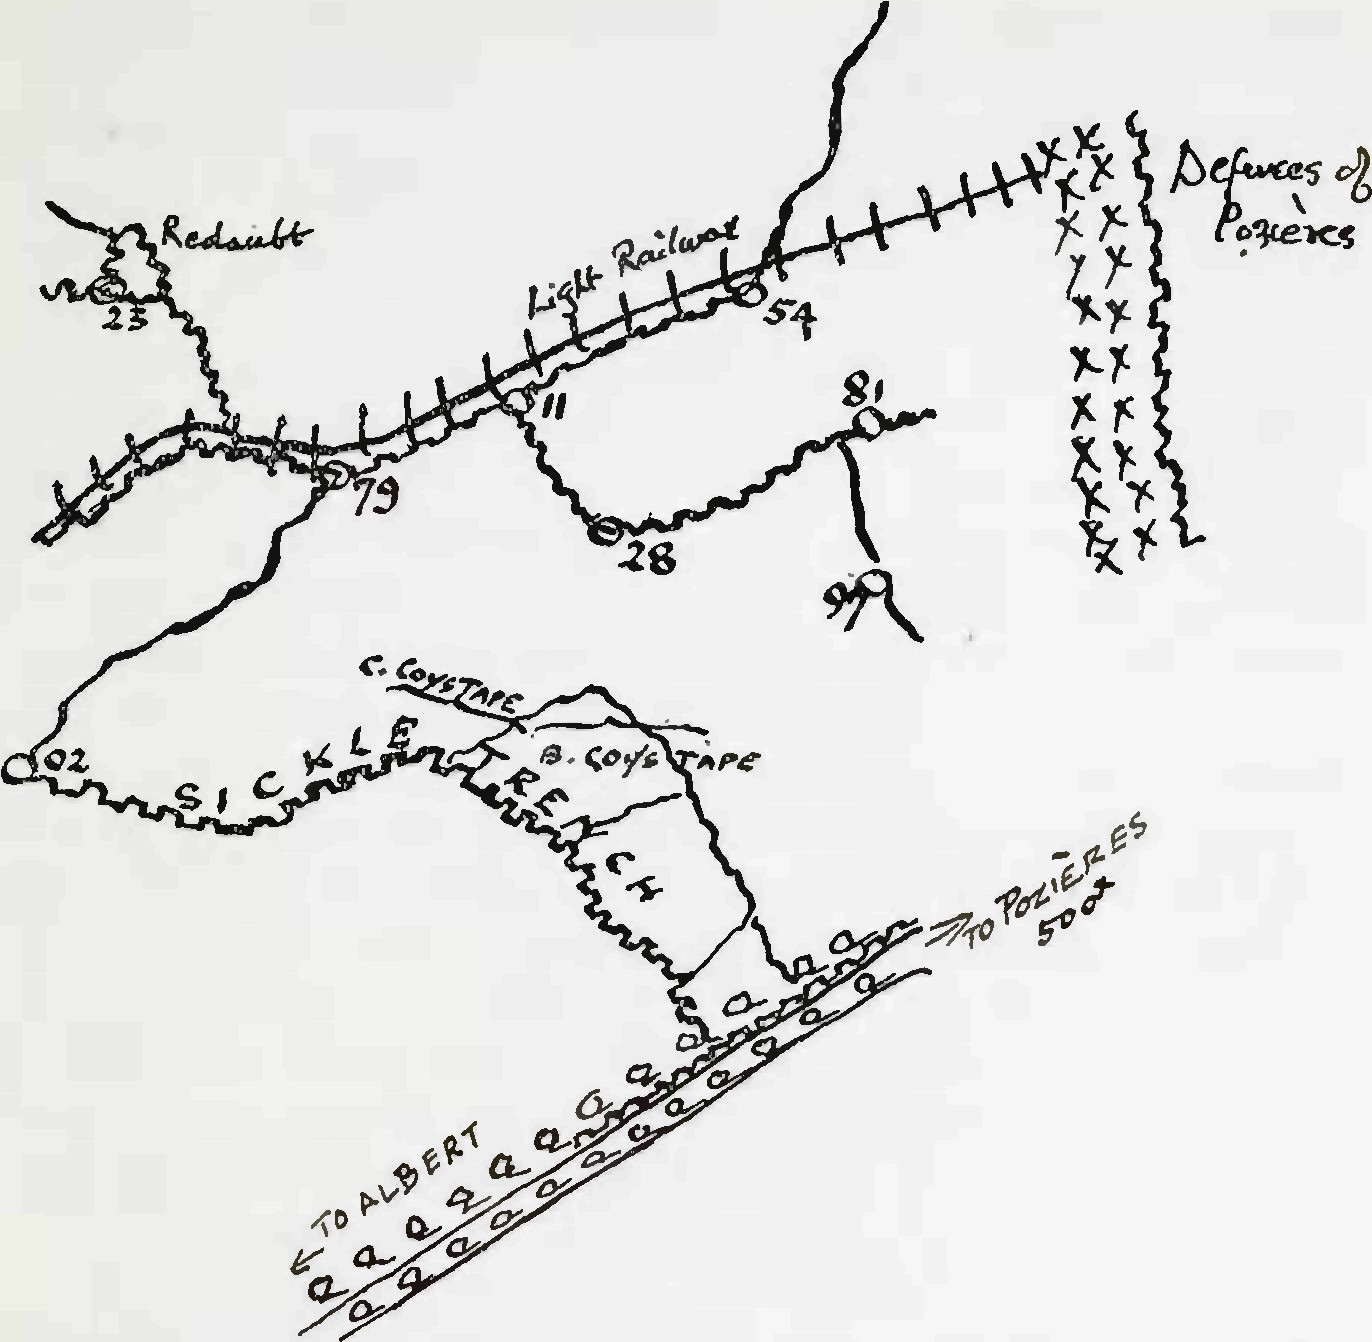 Defences of
Pozières
Redoubt
Light Railway
23
54
11
81
79
28
97
C. COYS TAPE
02
SICKLE TRENCH
B. COYS TAPE
TO POZIÈRES
500ˣ
TO ALBERT